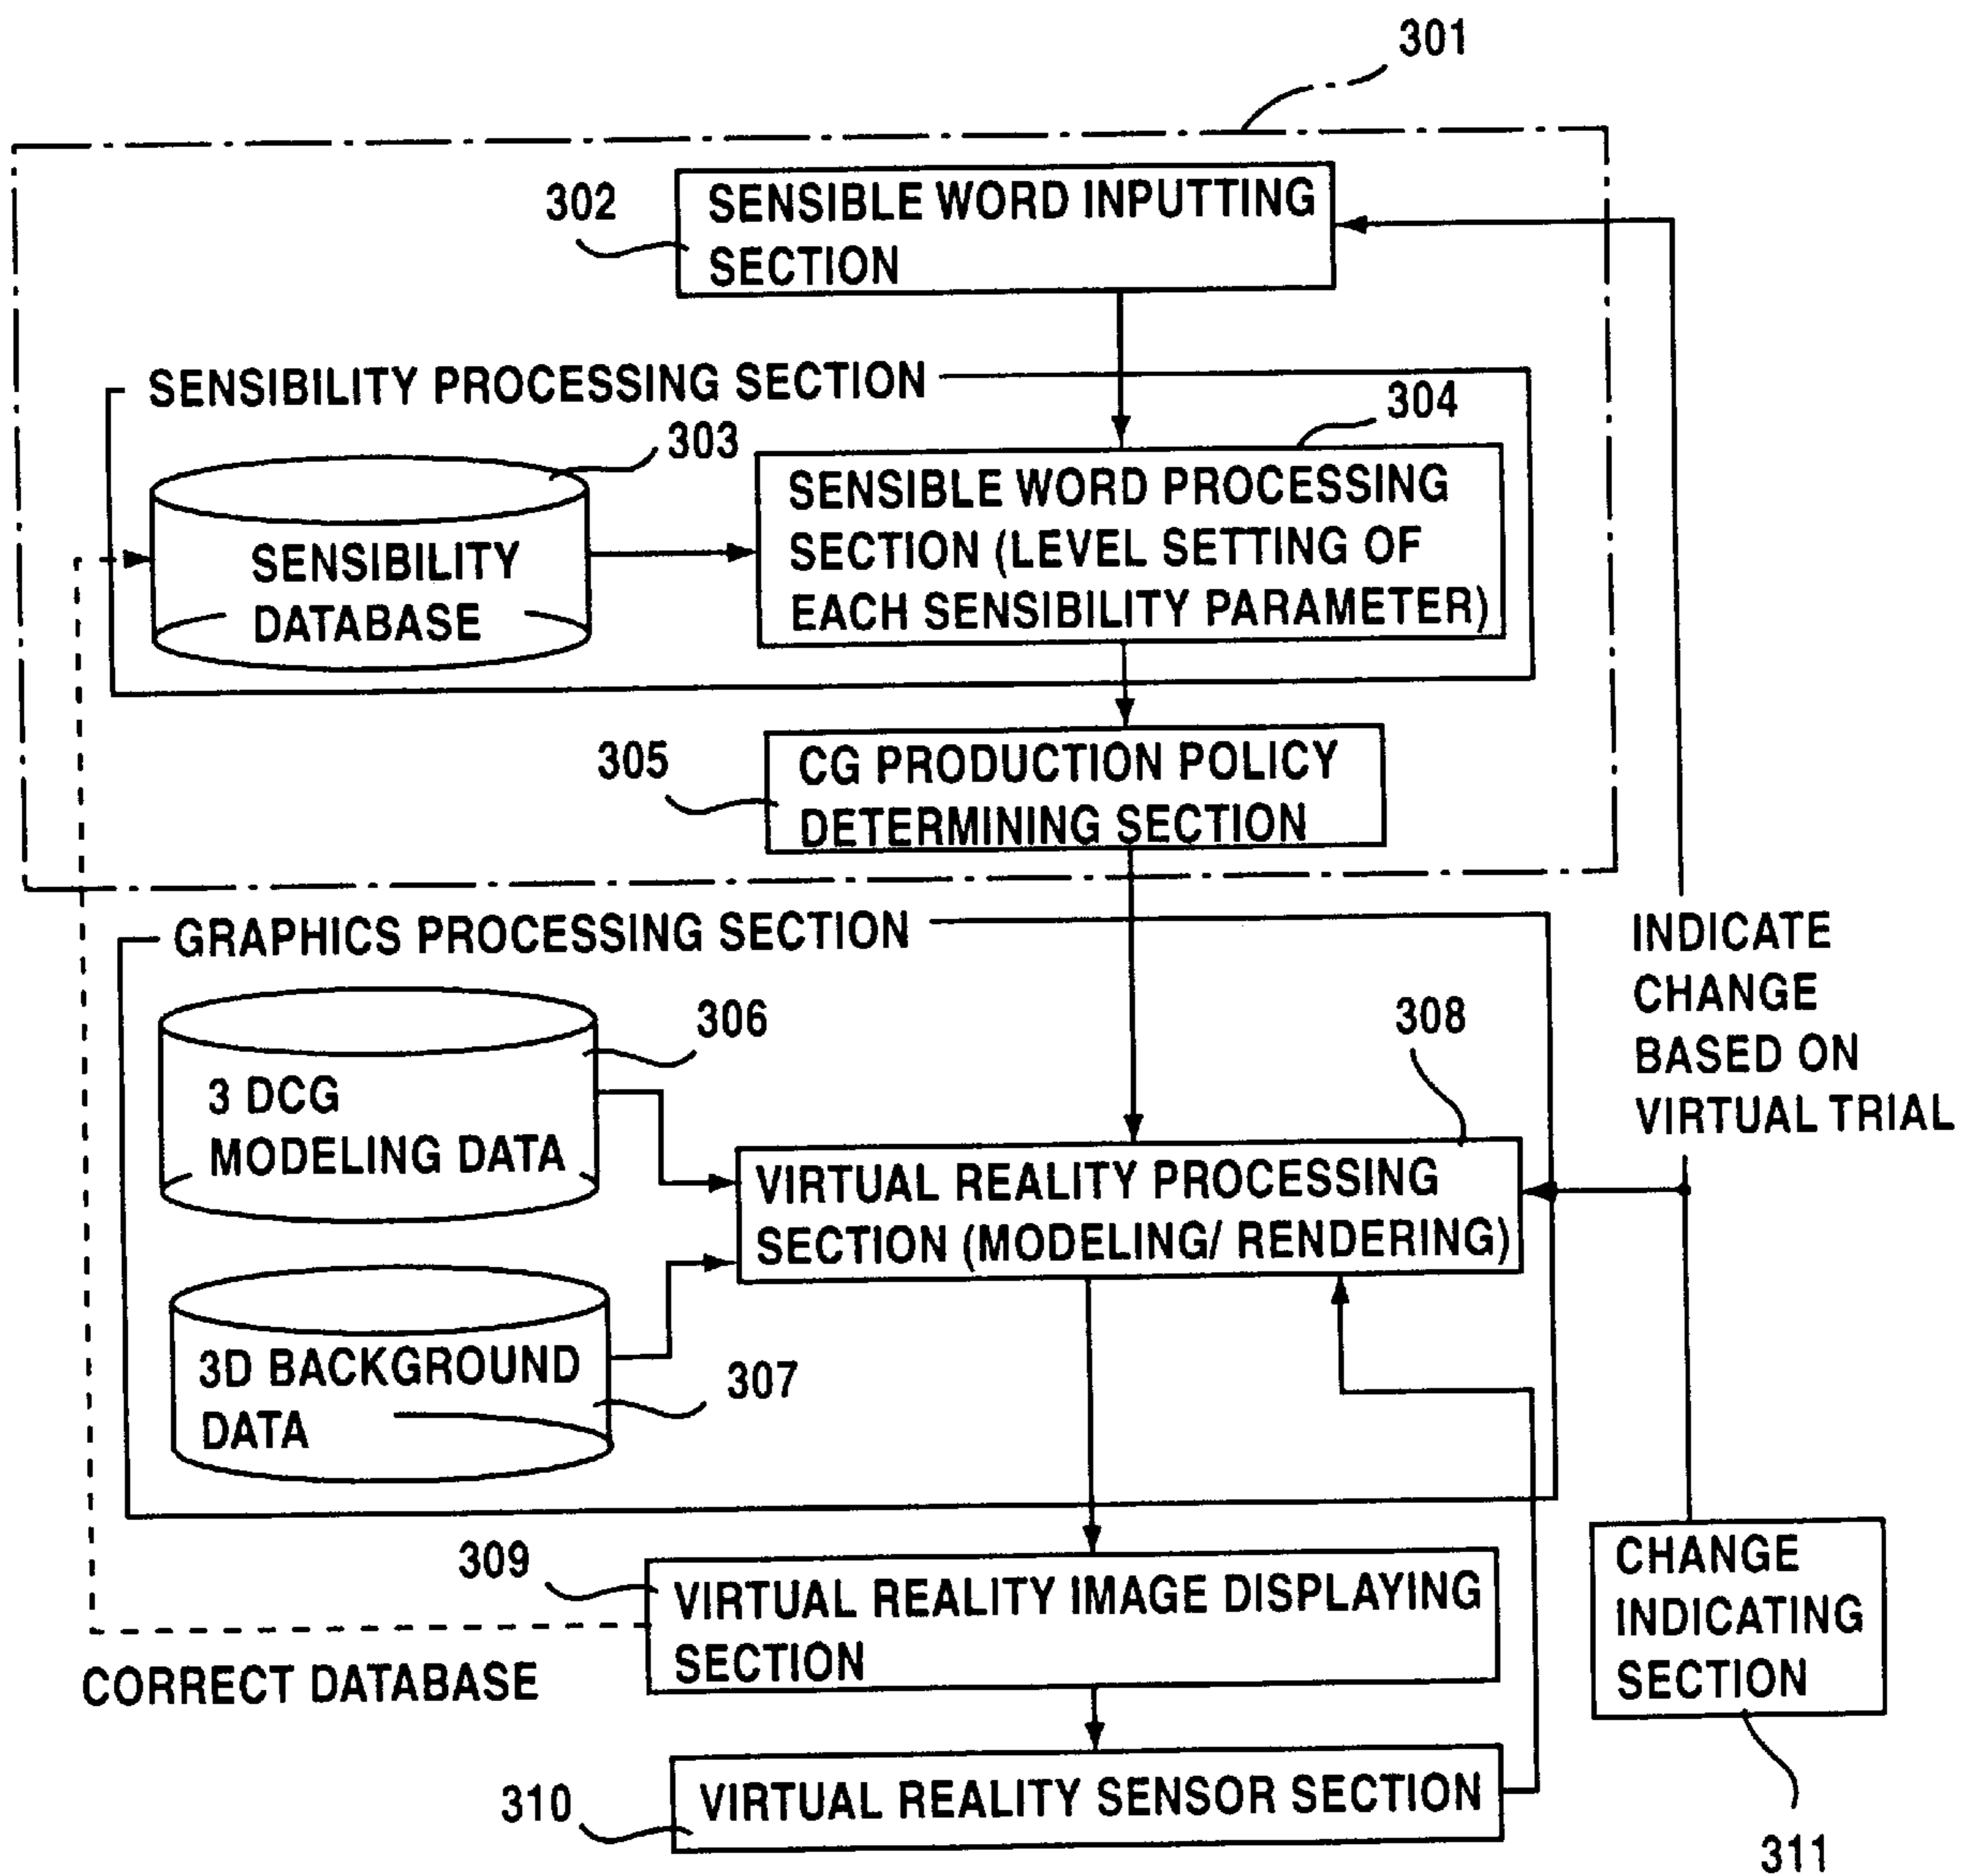 301
302
SENSIBLE WORD INPUTTING
SECTION
SENSIBILITY PROCESSING SECTION
303
304
SENSIBILITY
DATABASE
SENSIBLE WORD PROCESSING
SECTION (LEVEL SETTING OF
EACH SENSIBILITY PARAMETER)
305
CG PRODUCTION POLICY
DETERMINING SECTION
GRAPHICS PROCESSING SECTION
INDICATE
CHANGE
BASED ON
VIRTUAL TRIAL
306
3 DCG
MODELING DATA
308
VIRTUAL REALITY PROCESSING
SECTION (MODELING/ RENDERING)
3D BACKGROUND
DATA
307
309
VIRTUAL REALITY IMAGE DISPLAYING
SECTION
CHANGE
INDICATING
SECTION
CORRECT DATABASE
310
VIRTUAL REALITY SENSOR SECTION
311